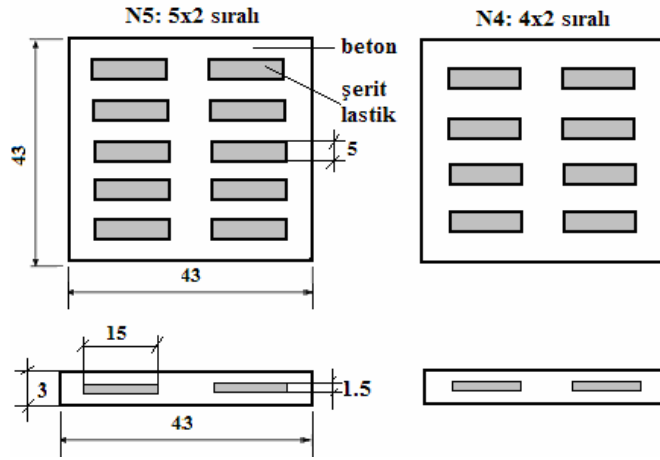 N5: 5x2 sıralı
N4: 4x2 sıralı
beton
şerit
lastik
5
43
43
15
3
1.5
43